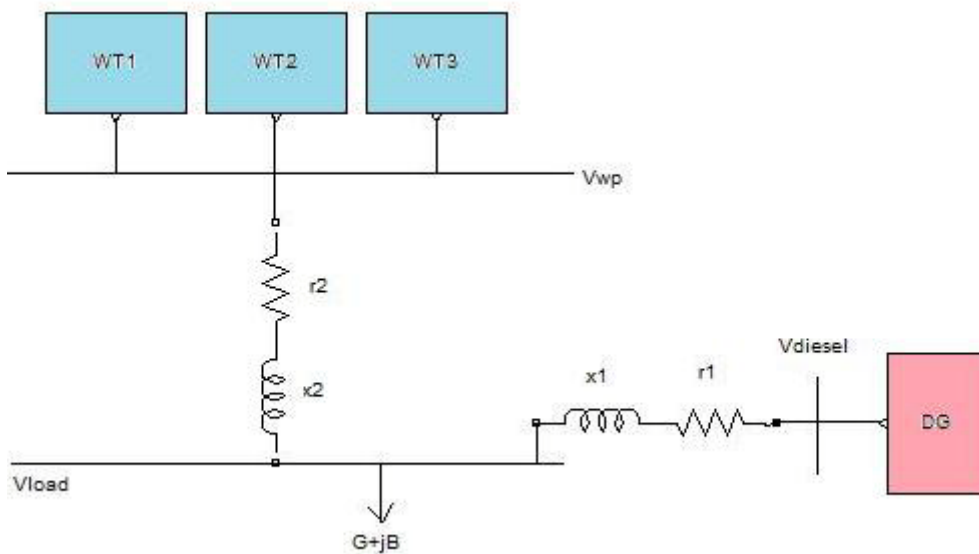 WT1
WT2
WT3
Vwp
r2
x2
Vdiesel
x1
r1
DG
Vload
G+jB